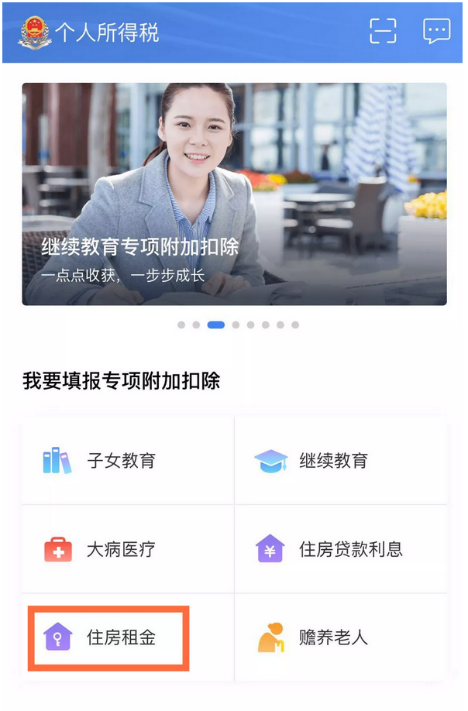 个人所得税
继续教育专项附加扣除
一点点收获，一步步成长
我要填报专项附加扣除
子女教育
继续教育
大病医疗
住房贷款利息
住房租金
赡养老人